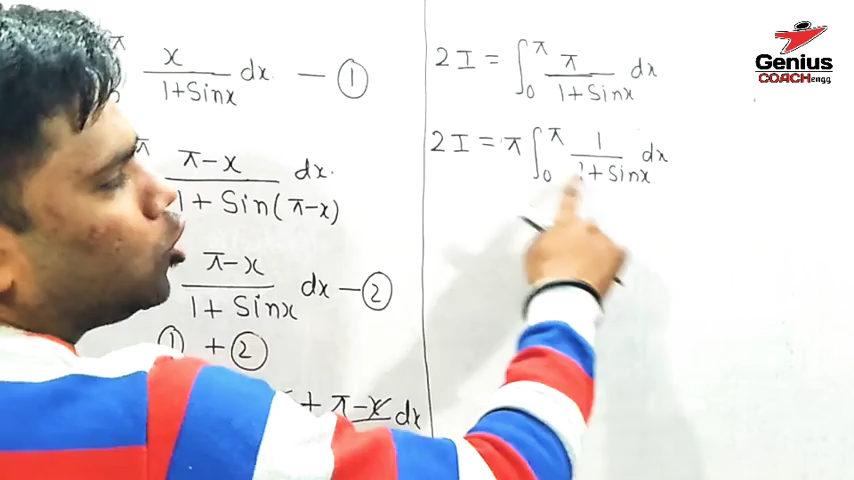 π
x
1+Sinx dx. — ①
π
π-x
1 + Sin(π-x) dx.
π-x
1+ Sinx dx — ②
① + ②
+ π-x dx
2I = ∫₀^π π / 1+Sinx dx
2I = π ∫₀^π 1 / 1+Sinx dx
Genius
COACHengg